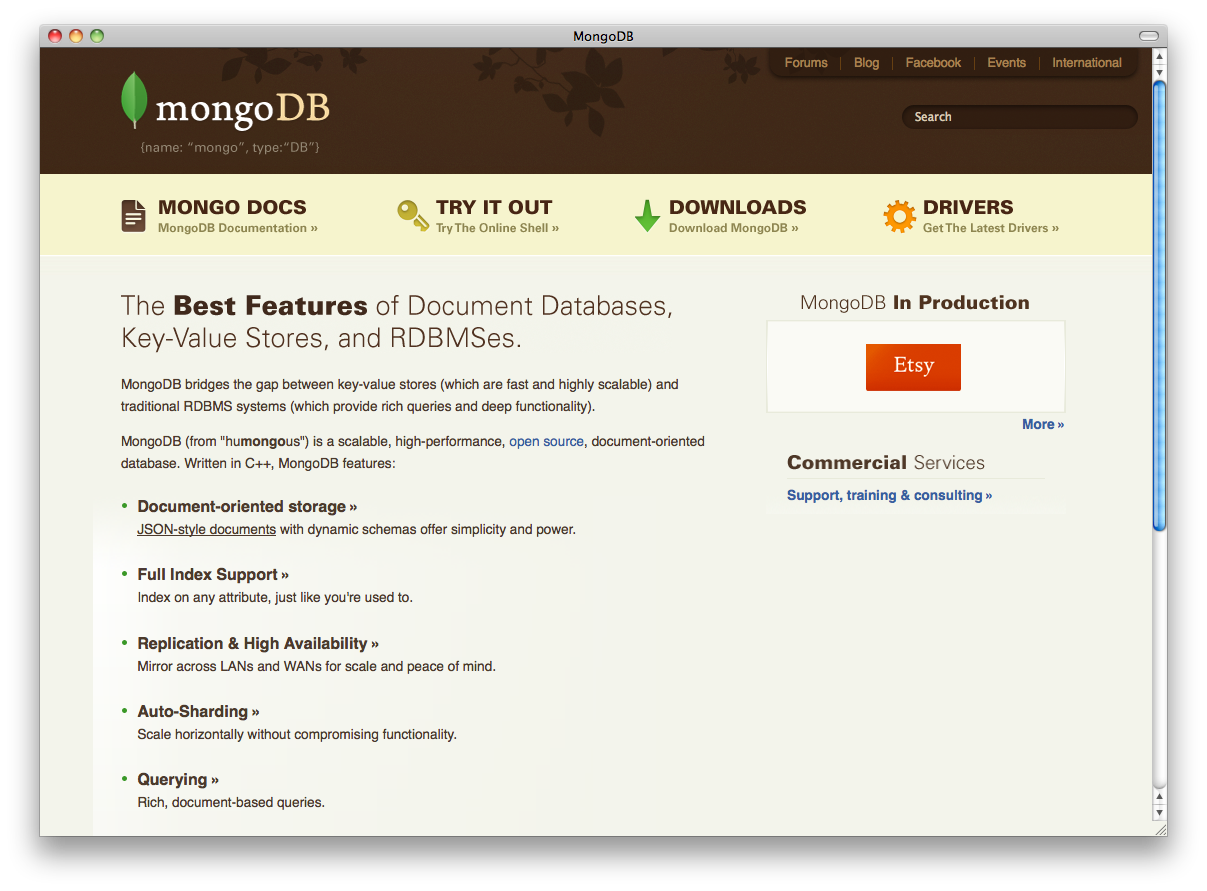 MongoDB
Forums
Blog
Facebook
Events
International
mongoDB
Search
{name: “mongo”, type:“DB”}
MONGO DOCS
MongoDB Documentation »
TRY IT OUT
Try The Online Shell »
DOWNLOADS
Download MongoDB »
DRIVERS
Get The Latest Drivers »
The Best Features of Document Databases,
Key-Value Stores, and RDBMSes.
MongoDB bridges the gap between key-value stores (which are fast and highly scalable) and
traditional RDBMS systems (which provide rich queries and deep functionality).
MongoDB (from "humongous") is a scalable, high-performance, open source, document-oriented
database. Written in C++, MongoDB features:
Document-oriented storage »
JSON-style documents with dynamic schemas offer simplicity and power.
Full Index Support »
Index on any attribute, just like you're used to.
Replication & High Availability »
Mirror across LANs and WANs for scale and peace of mind.
Auto-Sharding »
Scale horizontally without compromising functionality.
Querying »
Rich, document-based queries.
MongoDB In Production
Etsy
More »
Commercial Services
Support, training & consulting »